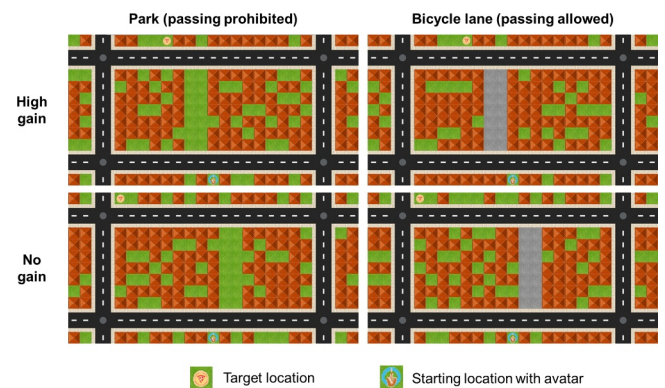 Park (passing prohibited)
Bicycle lane (passing allowed)
High
gain
No
gain
Target location
Starting location with avatar